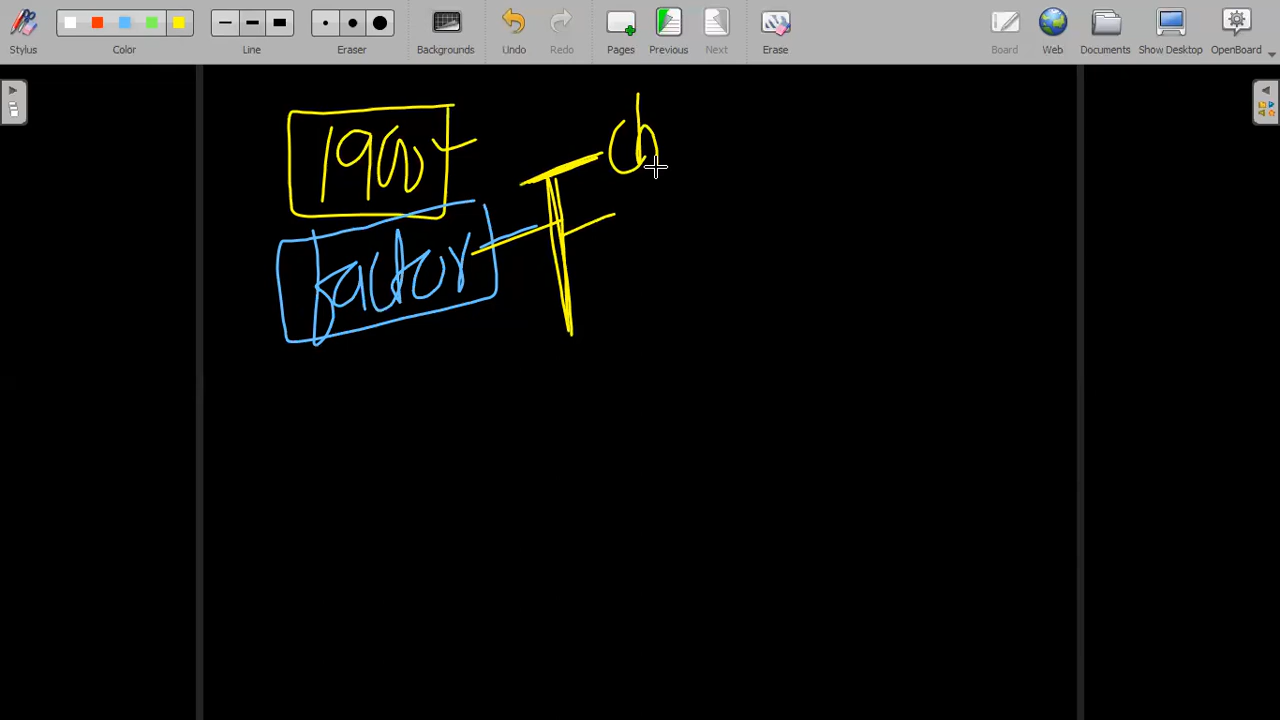 Stylus
Color
Line
Eraser
Backgrounds
Undo
Redo
Pages
Previous
Next
Erase
Board
Web
Documents
Show Desktop
OpenBoard
1900
factor
ch